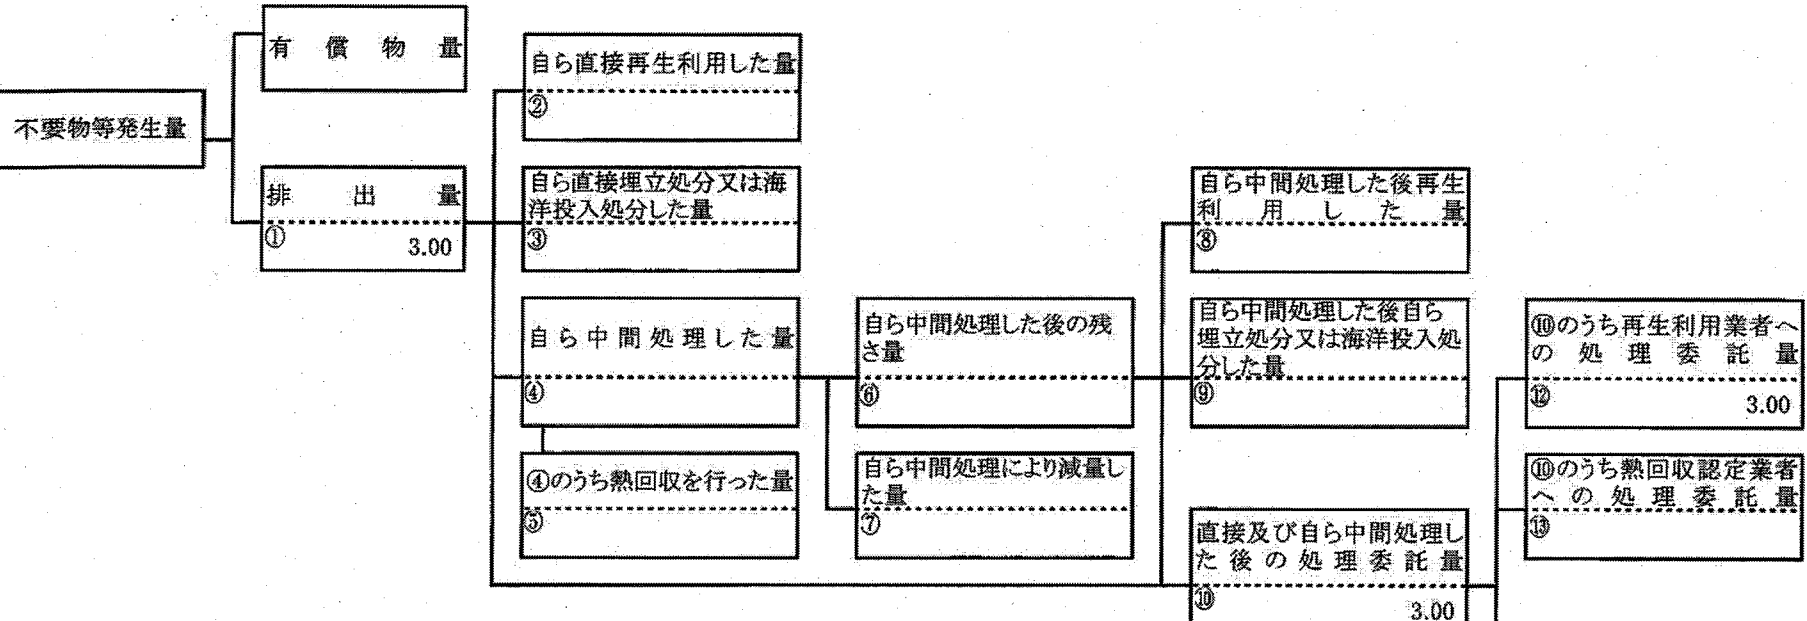 不要物等発生量
有償物量
排出量
①
3.00
自ら直接再生利用した量
②
自ら直接埋立処分又は海
洋投入処分した量
③
自ら中間処理した量
④
④のうち熱回収を行った量
⑤
自ら中間処理した後の残
さ量
⑥
自ら中間処理により減量し
た量
⑦
自ら中間処理した後再生
利用した量
⑧
自ら中間処理した後自ら
埋立処分又は海洋投入処
分した量
⑨
直接及び自ら中間処理し
た後の処理委託量
⑩
3.00
⑩のうち再生利用業者へ
の処理委託量
⑫
3.00
⑩のうち熱回収認定業者
への処理委託量
⑬